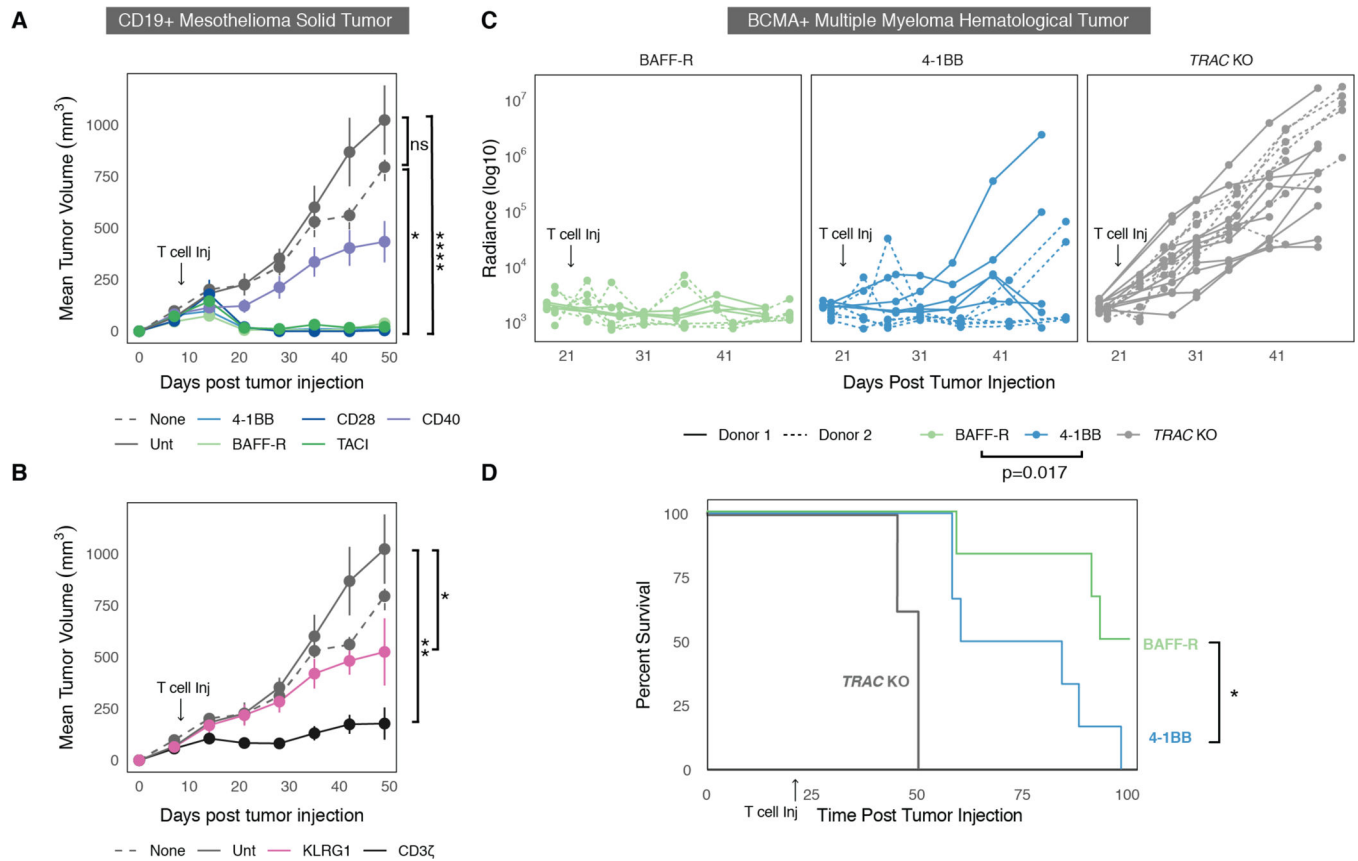 A
CD19+ Mesothelioma Solid Tumor
Mean Tumor Volume (mm³)
1000
750
500
250
0
T cell Inj
ns
*
****
0 10 20 30 40 50
Days post tumor injection
None 4-1BB CD28 CD40
Unt BAFF-R TACI
B
Mean Tumor Volume (mm³)
1000
750
500
250
0
T cell Inj
*
**
0 10 20 30 40 50
Days post tumor injection
None Unt KLRG1 CD3ζ
C
BCMA+ Multiple Myeloma Hematological Tumor
BAFF-R 4-1BB TRAC KO
Radiance (log10)
10⁷
10⁶
10⁵
10⁴
10³
T cell Inj T cell Inj T cell Inj
21 31 41 21 31 41 21 31 41
Days Post Tumor Injection
Donor 1 Donor 2 BAFF-R 4-1BB TRAC KO
p=0.017
D
Percent Survival
100
75
50
25
0
TRAC KO
BAFF-R
*
4-1BB
0 25 50 75 100
T cell Inj
Time Post Tumor Injection